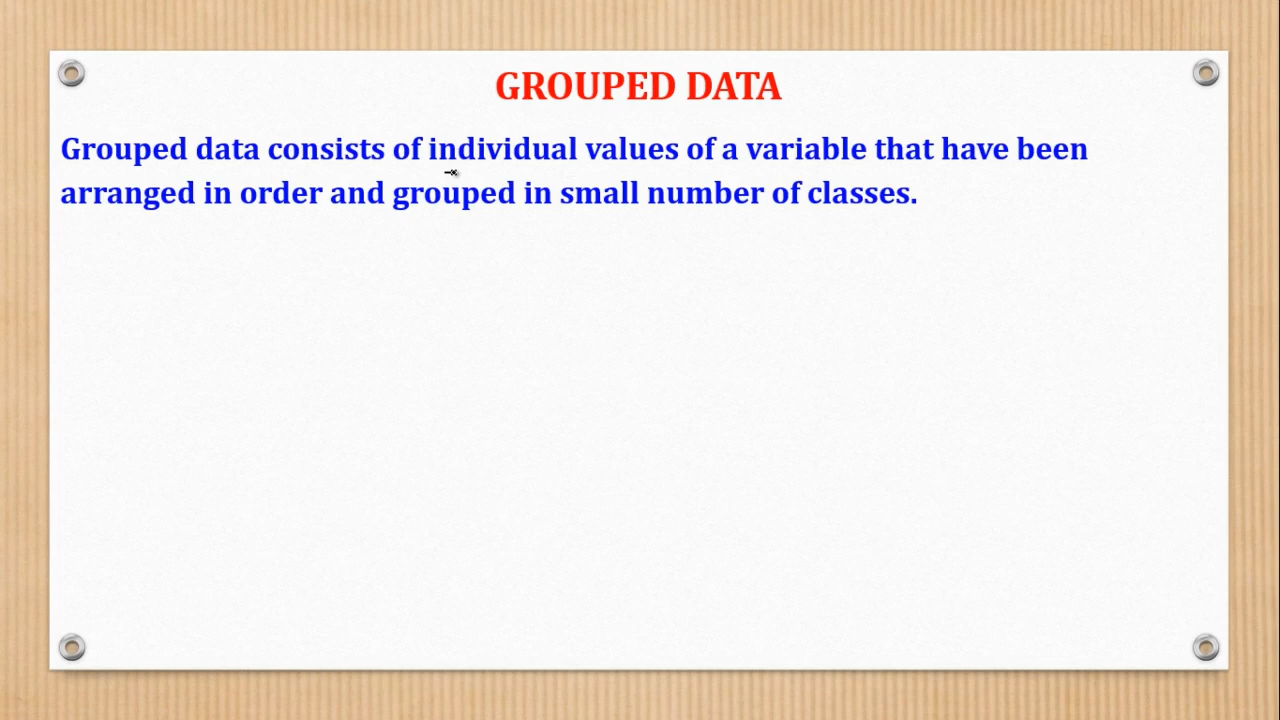 GROUPED DATA
Grouped data consists of individual values of a variable that have been
arranged in order and grouped in small number of classes.